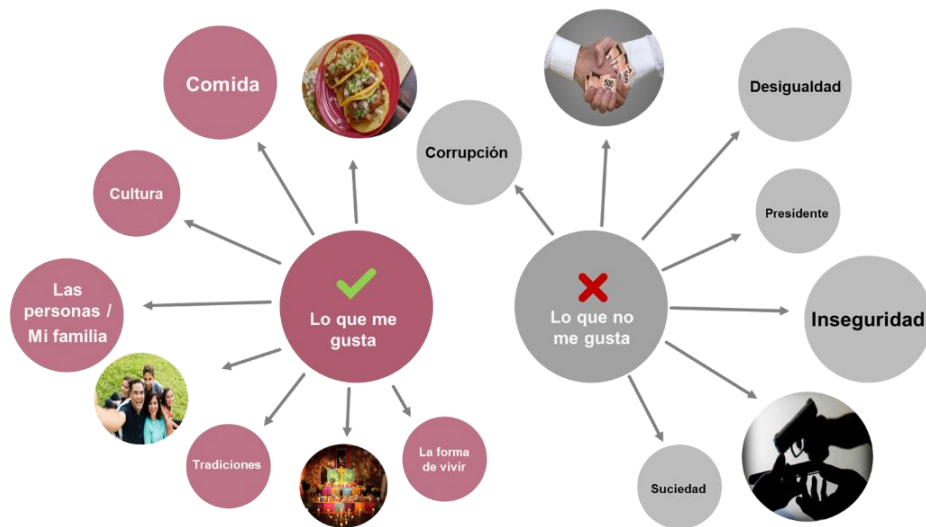 Comida
Cultura
Las
personas /
Mi familia
Lo que me
gusta
Tradiciones
La forma
de vivir
Corrupción
500
Desigualdad
Presidente
Lo que no
me gusta
Inseguridad
Suciedad